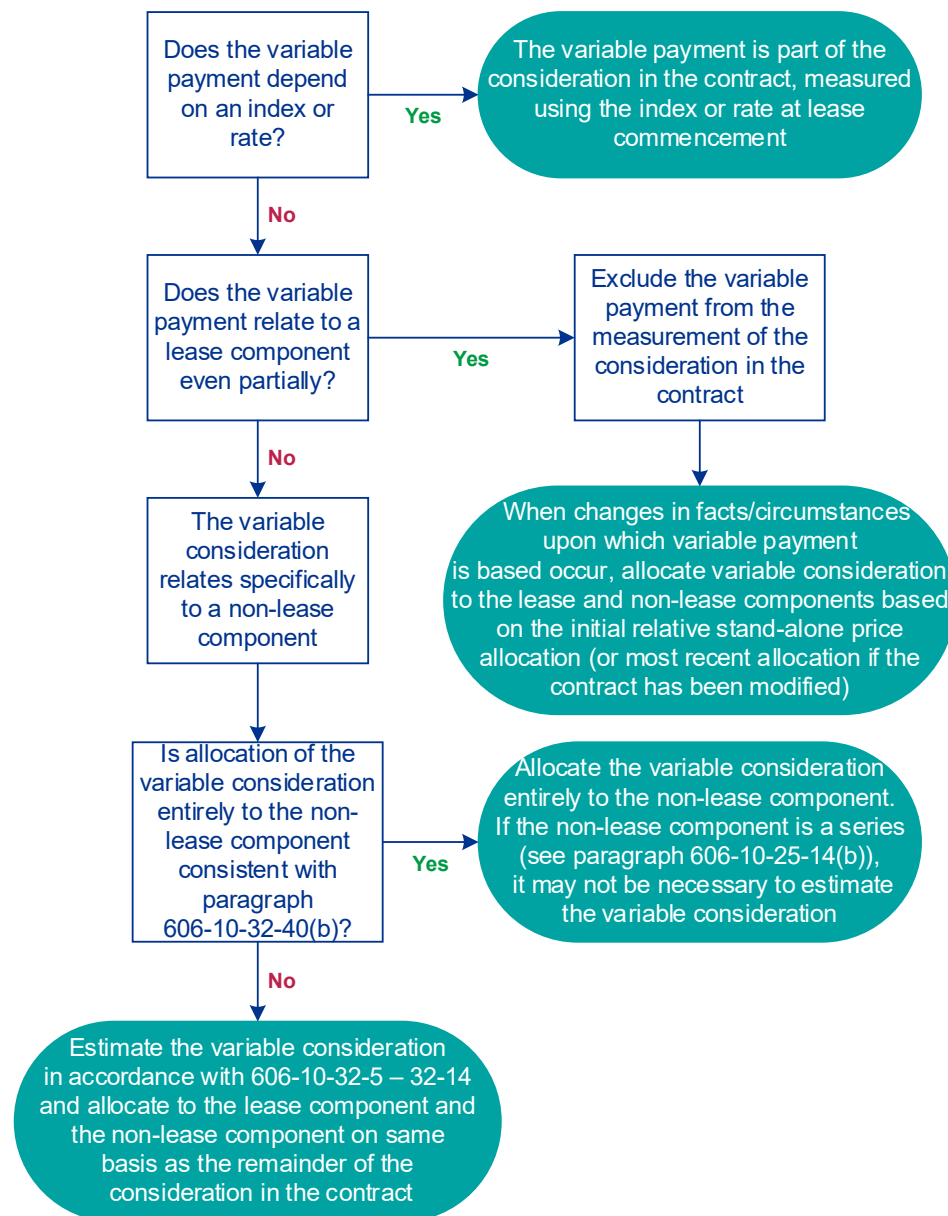 Does the variable
payment depend
on an index or
rate?
Yes
The variable payment is part of the
consideration in the contract, measured
using the index or rate at lease
commencement
No
Does the variable
payment relate to a
lease component
even partially?
Yes
Exclude the variable
payment from the
measurement of the
consideration in the
contract
No
When changes in facts/circumstances
upon which variable payment
is based occur, allocate variable consideration
to the lease and non-lease components based
on the initial relative stand-alone price
allocation (or most recent allocation if the
contract has been modified)
The variable
consideration
relates specifically
to a non-lease
component
Is allocation of the
variable consideration
entirely to the non-
lease component
consistent with
paragraph
606-10-32-40(b)?
Yes
Allocate the variable consideration
entirely to the non-lease component.
If the non-lease component is a series
(see paragraph 606-10-25-14(b)),
it may not be necessary to estimate
the variable consideration
No
Estimate the variable consideration
in accordance with 606-10-32-5 – 32-14
and allocate to the lease component and
the non-lease component on same
basis as the remainder of the
consideration in the contract